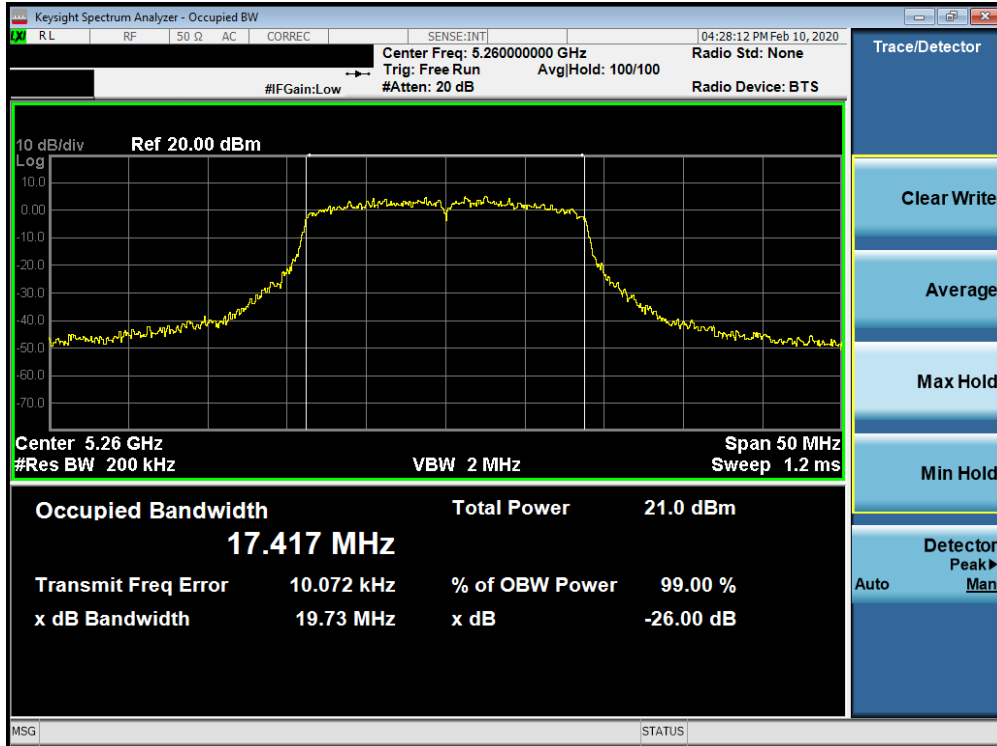 Keysight Spectrum Analyzer - Occupied BW
LXI RL RF 50 Ω AC CORREC SENSE:INT 04:28:12 PM Feb 10, 2020
Center Freq: 5.260000000 GHz Radio Std: None
Trig: Free Run Avg|Hold: 100/100
#IFGain:Low #Atten: 20 dB Radio Device: BTS
10 dB/div Ref 20.00 dBm
Log
10.0
0.00
-10.0
-20.0
-30.0
-40.0
-50.0
-60.0
-70.0
Center 5.26 GHz Span 50 MHz
#Res BW 200 kHz VBW 2 MHz Sweep 1.2 ms
Occupied Bandwidth Total Power 21.0 dBm
17.417 MHz
Transmit Freq Error 10.072 kHz % of OBW Power 99.00 %
x dB Bandwidth 19.73 MHz x dB -26.00 dB
MSG STATUS
Trace/Detector
Clear Write
Average
Max Hold
Min Hold
Detector
Peak▶
Auto Man